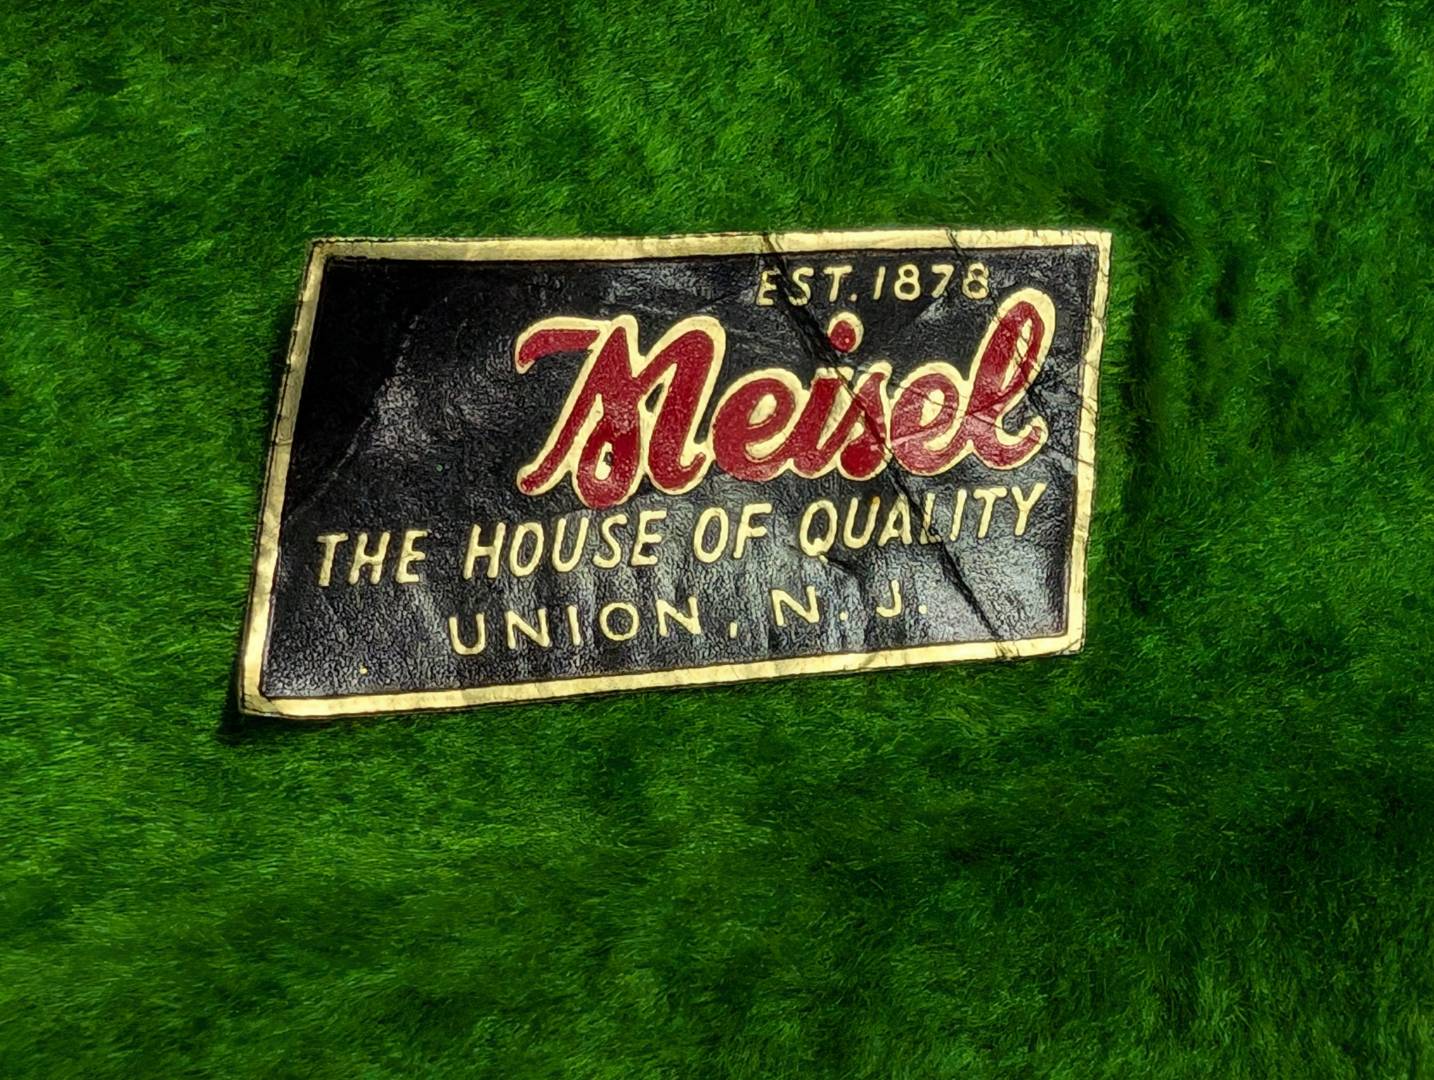 EST. 1878
Meisel
THE HOUSE OF QUALITY
UNION, N. J.